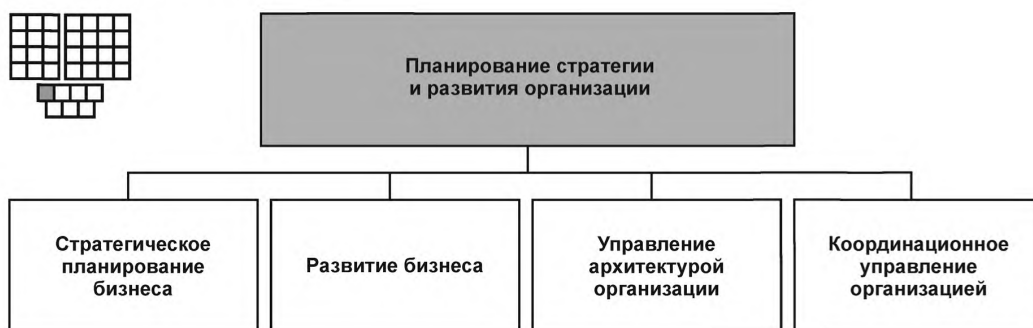 Планирование стратегии
и развития организации
Стратегическое
планирование
бизнеса
Развитие бизнеса
Управление
архитектурой
организации
Координационное
управление
организацией